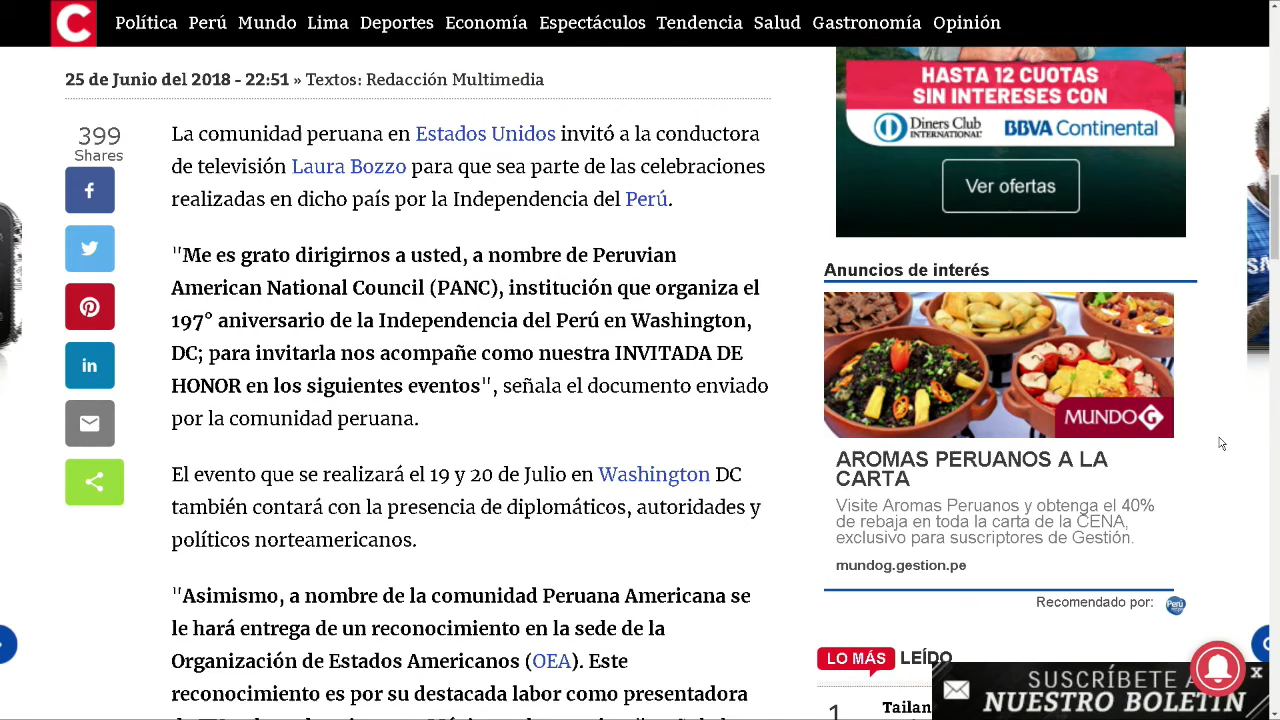 C
Política Perú Mundo Lima Deportes Economía Espectáculos Tendencia Salud Gastronomía Opinión
25 de Junio del 2018 - 22:51 » Textos: Redacción Multimedia
399
Shares
La comunidad peruana en Estados Unidos invitó a la conductora
de televisión Laura Bozzo para que sea parte de las celebraciones
realizadas en dicho país por la Independencia del Perú.
"Me es grato dirigirnos a usted, a nombre de Peruvian
American National Council (PANC), institución que organiza el
197° aniversario de la Independencia del Perú en Washington,
DC; para invitarla nos acompañe como nuestra INVITADA DE
HONOR en los siguientes eventos", señala el documento enviado
por la comunidad peruana.
El evento que se realizará el 19 y 20 de Julio en Washington DC
también contará con la presencia de diplomáticos, autoridades y
políticos norteamericanos.
"Asimismo, a nombre de la comunidad Peruana Americana se
le hará entrega de un reconocimiento en la sede de la
Organización de Estados Americanos (OEA). Este
reconocimiento es por su destacada labor como presentadora
HASTA 12 CUOTAS
SIN INTERESES CON
Diners Club
INTERNATIONAL
BBVA Continental
Ver ofertas
Anuncios de interés
MUNDO G
AROMAS PERUANOS A LA
CARTA
Visite Aromas Peruanos y obtenga el 40%
de rebaja en toda la carta de la CENA,
exclusivo para suscriptores de Gestión.
mundog.gestion.pe
Recomendado por:
LO MÁS LEÍDO
1 Tailan
SUSCRÍBETE A
NUESTRO BOLETÍN
X